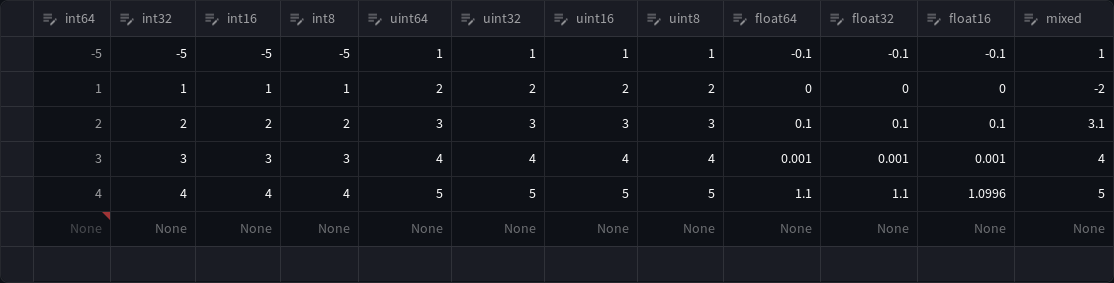 int64 int32 int16 int8 uint64 uint32 uint16 uint8 float64 float32 float16 mixed
-5 -5 -5 -5 1 1 1 1 -0.1 -0.1 -0.1 1
1 1 1 1 2 2 2 2 0 0 0 -2
2 2 2 2 3 3 3 3 0.1 0.1 0.1 3.1
3 3 3 3 4 4 4 4 0.001 0.001 0.001 4
4 4 4 4 5 5 5 5 1.1 1.1 1.0996 5
None None None None None None None None None None None None